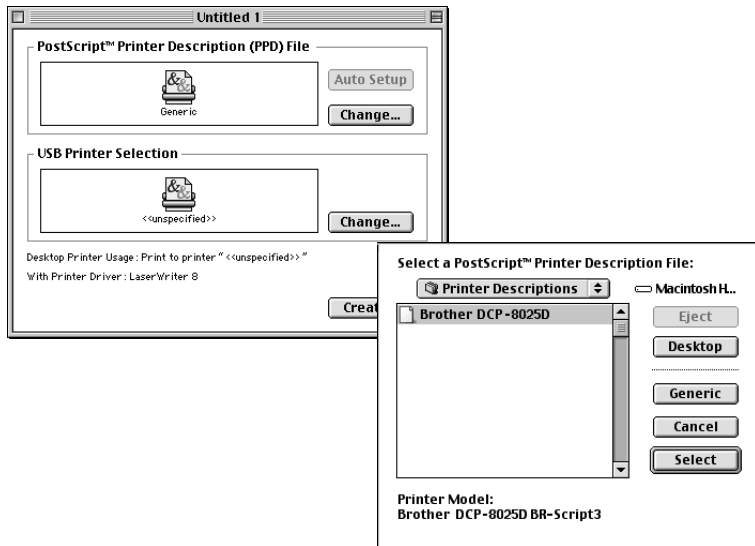 Untitled 1
PostScript™ Printer Description (PPD) File
Generic
Auto Setup
Change...
USB Printer Selection
<<unspecified>>
Change...
Desktop Printer Usage: Print to printer "<<unspecified>>"
With Printer Driver: LaserWriter 8
Select a PostScript™ Printer Description File:
Printer Descriptions
Macintosh H...
Brother DCP-8025D
Eject
Desktop
Generic
Cancel
Select
Printer Model:
Brother DCP-8025D BR-Script3